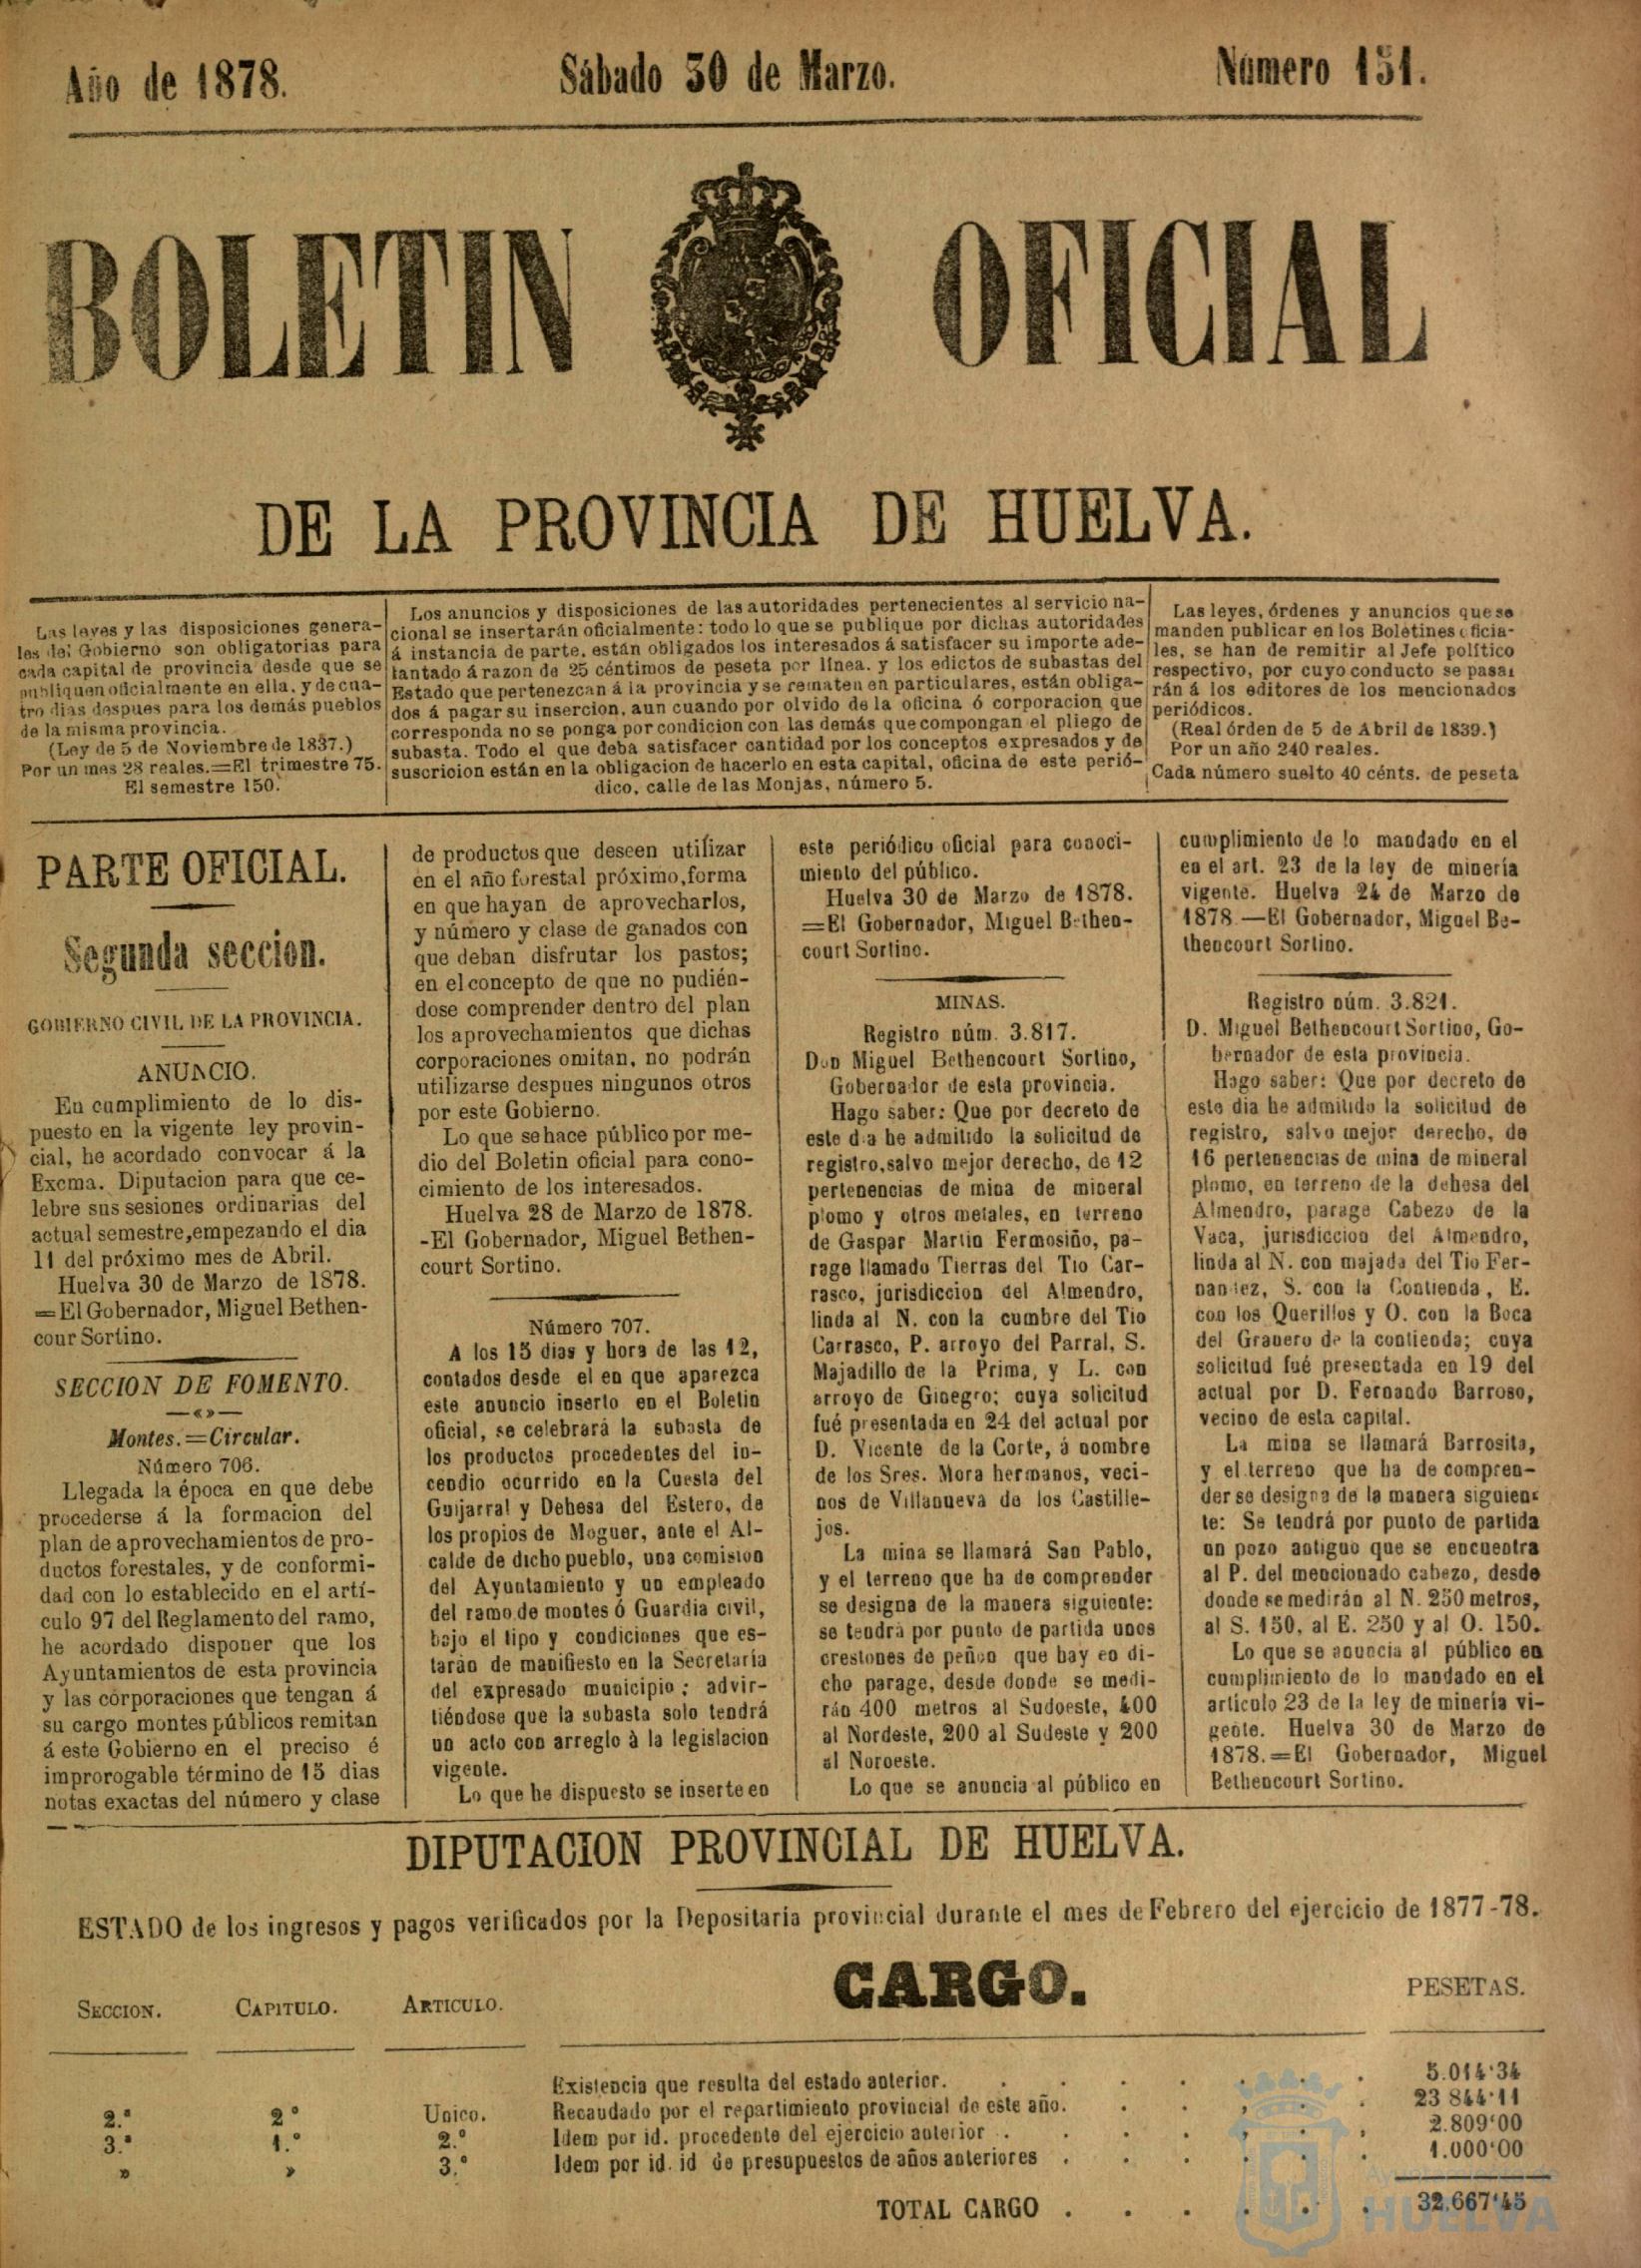 Año de 1878.
Sábado 30 de Marzo.
Número 151.
BOLETIN OFICIAL
DE LA PROVINCIA DE HUELVA.
Las leyes y las disposiciones genera-
les del Gobierno son obligatorias para
cada capital de provincia desde que se
publiquen oficialmente en ella, y de cua-
tro dias despues para los demás pueblos
de la misma provincia.
(Ley de 5 de Noviembre de 1837.)
Por un mes 28 reales.=El trimestre 75.
El semestre 150.
Los anuncios y disposiciones de las autoridades pertenecientes al servicio na-
cional se insertarán oficialmente: todo lo que se publique por dichas autoridades
á instancia de parte, están obligados los interesados á satisfacer su importe ade-
lantado á razon de 25 céntimos de peseta por línea, y los edictos de subastas del
Estado que pertenezcan á la provincia y se rematen en particulares, están obliga-
dos á pagar su insercion, aun cuando por olvido de la oficina ó corporacion que
corresponda no se ponga por condicion con las demás que compongan el pliego de
subasta. Todo el que deba satisfacer cantidad por los conceptos expresados y de
suscricion están en la obligacion de hacerlo en esta capital, oficina de este perió-
dico, calle de las Monjas, número 5.
Las leyes, órdenes y anuncios que se
manden publicar en los Boletines oficia-
les, se han de remitir al Jefe político
respectivo, por cuyo conducto se pasa
rán á los editores de los mencionados
periódicos.
(Real órden de 5 de Abril de 1839.)
Por un año 240 reales.
Cada número suelto 40 cénts. de peseta
PARTE OFICIAL.
Segunda seccion.
GOBIERNO CIVIL DE LA PROVINCIA.
ANUNCIO.
En cumplimiento de lo dis-
puesto en la vigente ley provin-
cial, he acordado convocar á la
Excma. Diputacion para que ce-
lebre sus sesiones ordinarias del
actual semestre, empezando el dia
11 del próximo mes de Abril.
Huelva 30 de Marzo de 1878.
=El Gobernador, Miguel Bethen-
cour Sortino.
SECCION DE FOMENTO.
Montes.=Circular.
Número 706.
Llegada la época en que debe
procederse á la formacion del
plan de aprovechamientos de pro-
ductos forestales, y de conformi-
dad con lo establecido en el artí-
culo 97 del Reglamento del ramo,
he acordado disponer que los
Ayuntamientos de esta provincia
y las córporaciones que tengan á
su cargo montes públicos remitan
á este Gobierno en el preciso é
improrogable término de 15 dias
notas exactas del número y clase
de productos que deseen utilizar
en el año forestal próximo, forma
en que hayan de aprovecharlos,
y número y clase de ganados con
que deban disfrutar los pastos;
en el concepto de que no pudién-
dose comprender dentro del plan
los aprovechamientos que dichas
corporaciones omitan, no podrán
utilizarse despues ningunos otros
por este Gobierno.
Lo que se hace público por me-
dio del Boletin oficial para cono-
cimiento de los interesados.
Huelva 28 de Marzo de 1878.
-El Gobernador, Miguel Bethen-
court Sortino.
Número 707.
A los 15 dias y hora de las 12,
contados desde el en que aparezca
este anuncio inserto en el Boletin
oficial, se celebrará la subasta de
los productos procedentes del in-
cendio ocurrido en la Cuesta del
Guijarral y Dehesa del Estero, de
los propios de Moguer, ante el Al-
calde de dicho pueblo, una comision
del Ayuntamiento y un empleado
del ramo de montes ó Guardia civil,
bajo el tipo y condiciones que es-
tarán de manifiesto en la Secretaría
del expresado municipio; advir-
tiéndose que la subasta solo tendrá
un acto con arreglo à la legislacion
vigente.
Lo que he dispuesto se inserte en
este periódico oficial para conoci-
miento del público.
Huelva 30 de Marzo de 1878.
=El Gobernador, Miguel Bethen-
court Sortino.
MINAS.
Registro núm. 3.817.
Don Miguel Bethencourt Sortino,
Gobernador de esta provincia.
Hago saber: Que por decreto de
este dia he admitido la solicitud de
registro, salvo mejor derecho, de 12
pertenencias de mina de mineral
plomo y otros metales, en terreno
de Gaspar Martin Fermosiño, pa-
rage llamado Tierras del Tio Car-
rasco, jurisdiccion del Almendro,
linda al N. con la cumbre del Tio
Carrasco, P. arroyo del Parral, S.
Majadillo de la Prima, y L. con
arroyo de Ginegro; cuya solicitud
fué presentada en 24 del actual por
D. Vicente de la Corte, á nombre
de los Sres. Mora hermanos, veci-
nos de Villanueva de los Castille-
jos.
La mina se llamará San Pablo,
y el terreno que ha de comprender
se designa de la manera siguiente:
se tendrá por punto de partida unos
crestones de peñon que hay en di-
cho parage, desde donde se medi-
rán 400 metros al Sudoeste, 400
al Nordeste, 200 al Sudeste y 200
al Noroeste.
Lo que se anuncia al público en
cumplimiento de lo mandado en el
en el art. 23 de la ley de minería
vigente. Huelva 24 de Marzo de
1878.—El Gobernador, Miguel Be-
thencourt Sortino.
Registro núm. 3.821.
D. Miguel Bethencourt Sortino, Go-
bernador de esta provincia.
Hago saber: Que por decreto de
este dia he admitido la solicitud de
registro, salvo mejor derecho, de
16 pertenencias de mina de mineral
plomo, en terreno de la dehesa del
Almendro, parage Cabezo de la
Vaca, jurisdiccion del Almendro,
linda al N. con majada del Tio Fer-
nandez, S. con la Contienda, E.
con los Querillos y O. con la Boca
del Granero de la contienda; cuya
solicitud fué presentada en 19 del
actual por D. Fernando Barroso,
vecino de esta capital.
La mina se llamará Barrosita,
y el terreno que ha de compren-
der se designa de la manera siguien-
te: Se tendrá por punto de partida
un pozo antiguo que se encuentra
al P. del mencionado cabezo, desde
donde se medirán al N. 250 metros,
al S. 150, al E. 250 y al O. 150.
Lo que se anuncia al público en
cumplimiento de lo mandado en el
artículo 23 de la ley de minería vi-
gente. Huelva 30 de Marzo de
1878.=El Gobernador, Miguel
Bethencourt Sortino.
DIPUTACION PROVINCIAL DE HUELVA.
ESTADO de los ingresos y pagos verificados por la Depositaría provincial durante el mes de Febrero del ejercicio de 1877-78.
CARGO.
SECCION. CAPITULO. ARTICULO. PESETAS.
Existencia que resulta del estado anterior. 5.014'34
2.ª 2º Unico. Recaudado por el repartimiento provincial de este año. 23 844'11
3.ª 1.º 2.º Idem por id. procedente del ejercicio anterior. 2.809'00
» » 3.º Idem por id. id de presupuestos de años anteriores. 1.000'00
TOTAL CARGO. 32.667'45
HUELVA